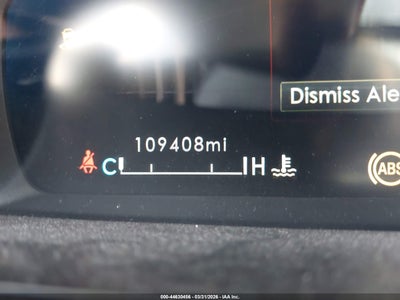 Dismiss Ale
109408mi
C H
ABS
000-44630456 - 03/31/2026 - IAA Inc.